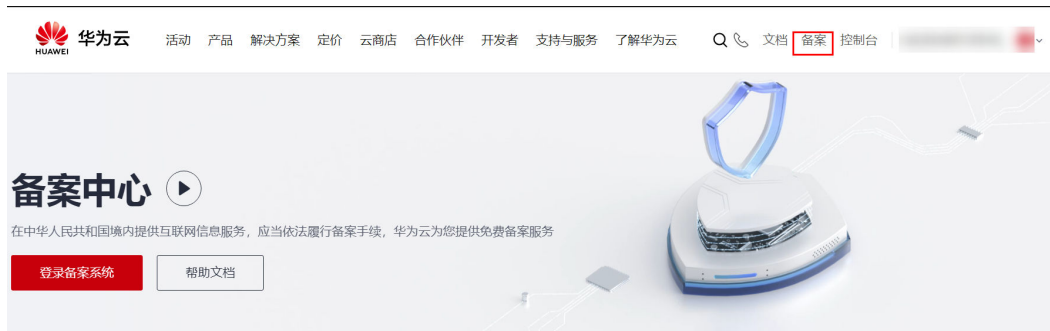 HUAWEI 华为云 活动 产品 解决方案 定价 云商店 合作伙伴 开发者 支持与服务 了解华为云 文档 备案 控制台
备案中心
在中华人民共和国境内提供互联网信息服务，应当依法履行备案手续，华为云为您提供免费备案服务
登录备案系统 帮助文档